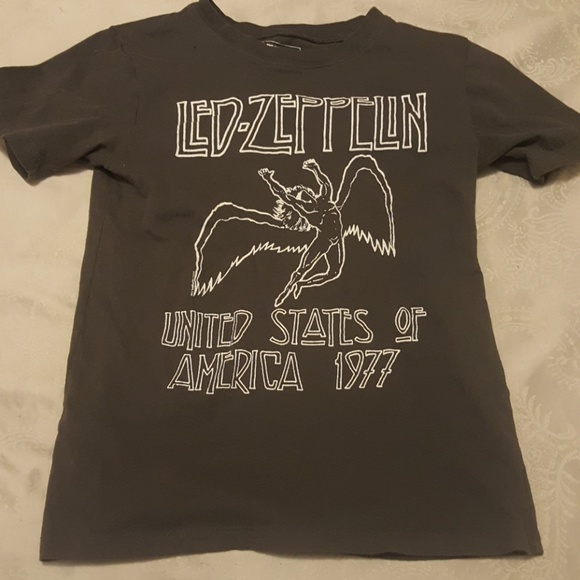 LED-ZEPPELIN
UNITED STATES OF
AMERICA 1977